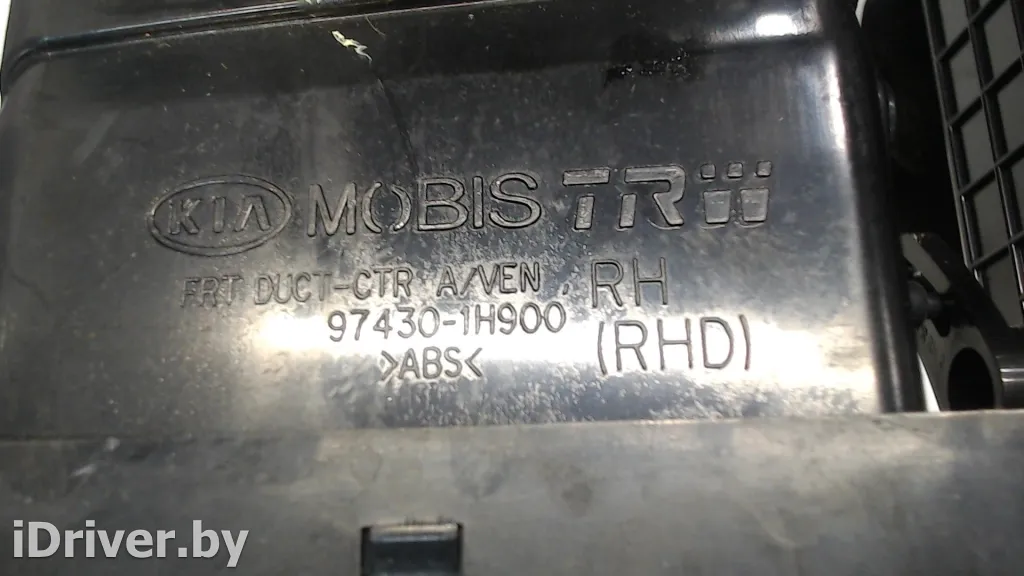 KIA MOBIS TRW
FRT DUCT-CTR A/VEN, RH
97430-1H900 (RHD)
>ABS<
iDriver.by